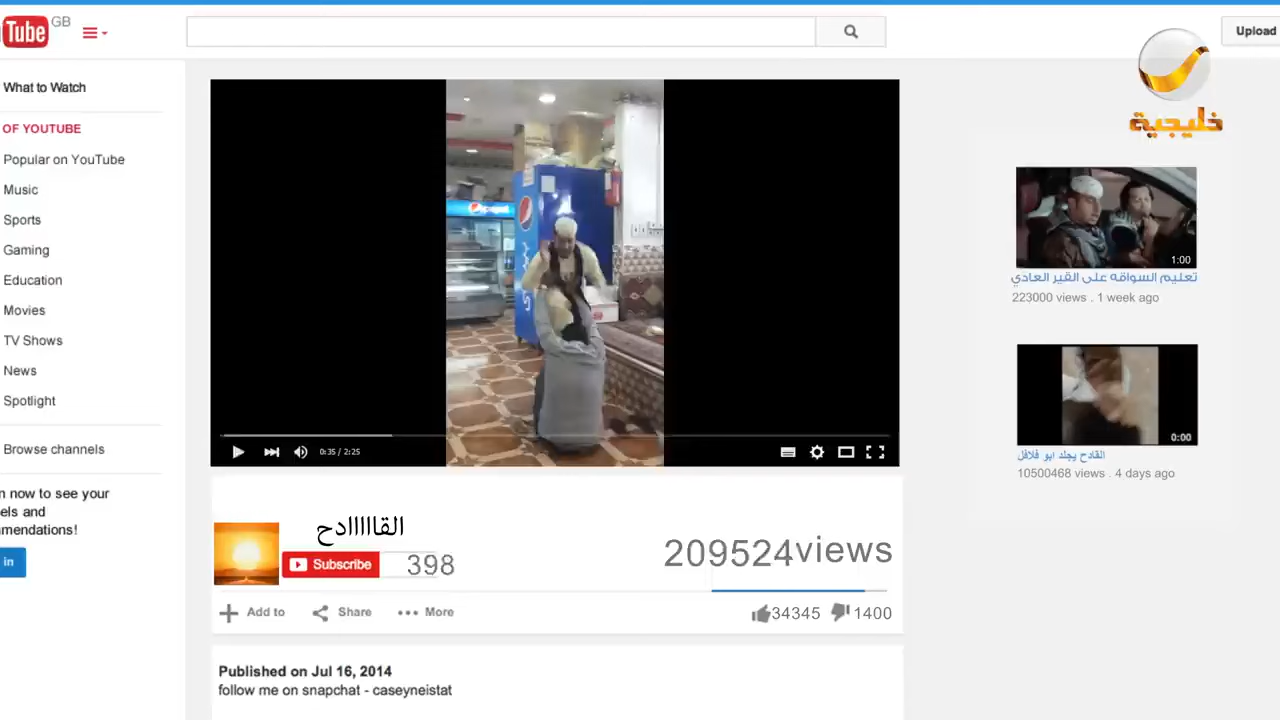 Tube GB
Upload
خليجية
What to Watch
OF YOUTUBE
Popular on YouTube
Music
Sports
Gaming
Education
Movies
TV Shows
News
Spotlight
Browse channels
n now to see your
els and
mendations!
in
pepsi
0:35 / 2:25
القااااادح
Subscribe
398
209524views
Add to
Share
More
34345
1400
Published on Jul 16, 2014
follow me on snapchat - caseyneistat
1:00
تعليم السواقه على القير العادي
223000 views . 1 week ago
0:00
القادح يجلد ابو فلافل
10500468 views . 4 days ago